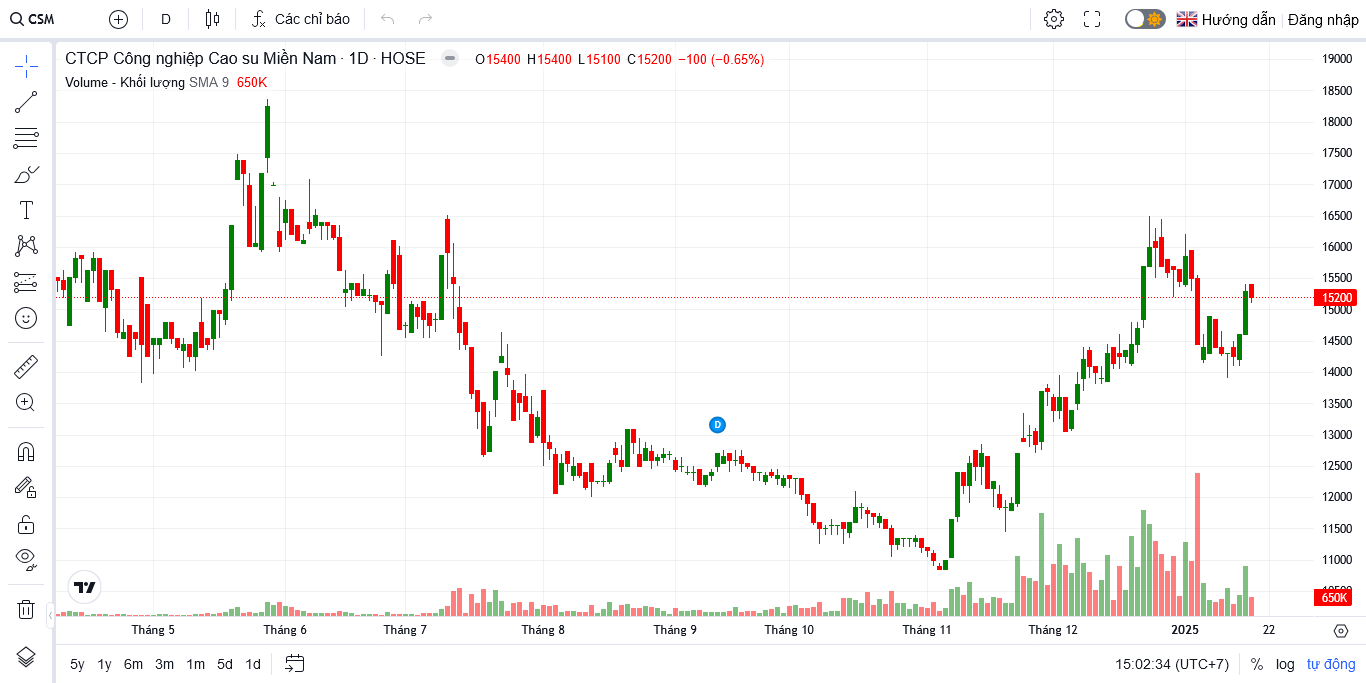 CSM D Các chỉ báo Hướng dẫn Đăng nhập
CTCP Công nghiệp Cao su Miền Nam · 1D · HOSE O15400 H15400 L15100 C15200 −100 (−0.65%)
Volume - Khối lượng SMA 9 650K
19000
18500
18000
17500
17000
16500
16000
15500
15200
15000
14500
14000
13500
13000
12500
12000
11500
11000
650K
D
Tháng 5 Tháng 6 Tháng 7 Tháng 8 Tháng 9 Tháng 10 Tháng 11 Tháng 12 2025 22
5y 1y 6m 3m 1m 5d 1d 15:02:34 (UTC+7) % log tự động